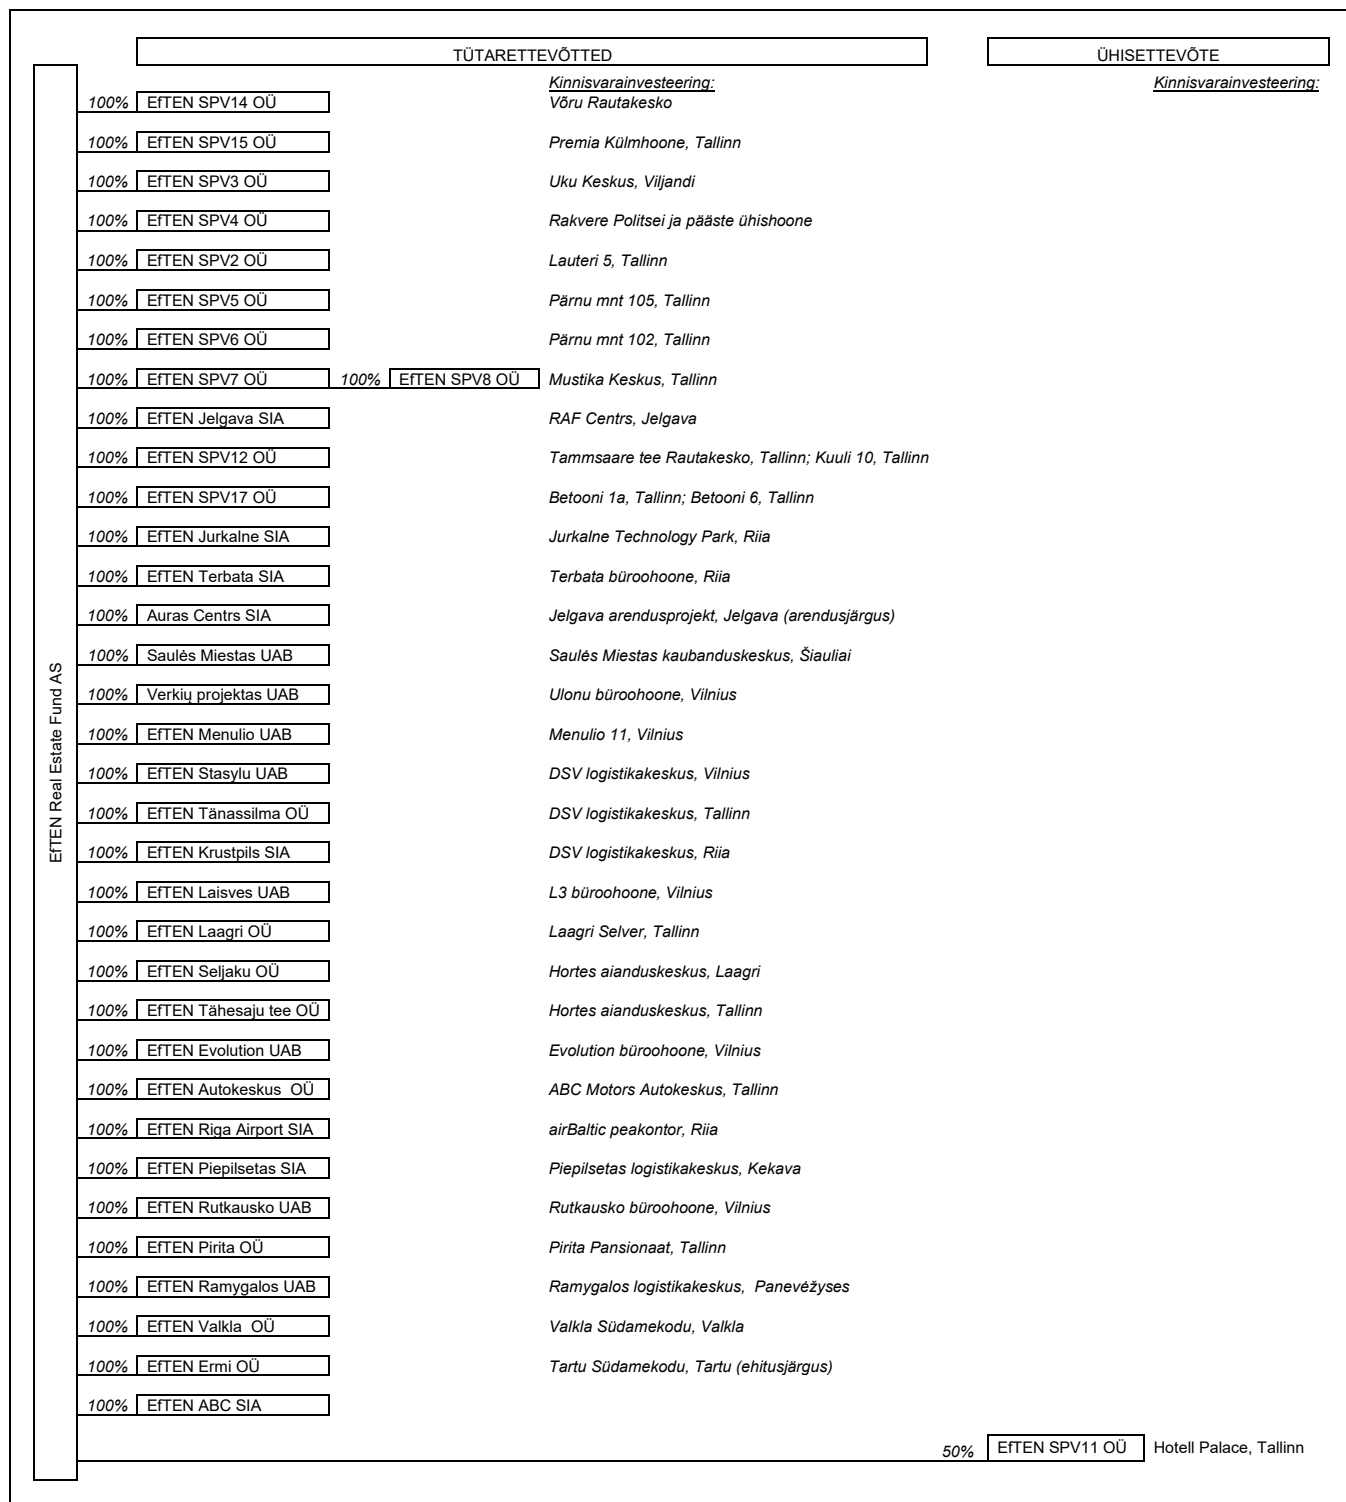 TÜTARETTEVÕTTED ÜHISETTEVÕTE
Kinnisvarainvesteering: Kinnisvarainvesteering:
100% EfTEN SPV14 OÜ Võru Rautakesko
100% EfTEN SPV15 OÜ Premia Külmhoone, Tallinn
100% EfTEN SPV3 OÜ Uku Keskus, Viljandi
100% EfTEN SPV4 OÜ Rakvere Politsei ja pääste ühishoone
100% EfTEN SPV2 OÜ Lauteri 5, Tallinn
100% EfTEN SPV5 OÜ Pärnu mnt 105, Tallinn
100% EfTEN SPV6 OÜ Pärnu mnt 102, Tallinn
100% EfTEN SPV7 OÜ 100% EfTEN SPV8 OÜ Mustika Keskus, Tallinn
100% EfTEN Jelgava SIA RAF Centrs, Jelgava
100% EfTEN SPV12 OÜ Tammsaare tee Rautakesko, Tallinn; Kuuli 10, Tallinn
100% EfTEN SPV17 OÜ Betooni 1a, Tallinn; Betooni 6, Tallinn
100% EfTEN Jurkalne SIA Jurkalne Technology Park, Riia
100% EfTEN Terbata SIA Terbata büroohoone, Riia
100% Auras Centrs SIA Jelgava arendusprojekt, Jelgava (arendusjärgus)
100% Saulės Miestas UAB Saulės Miestas kaubanduskeskus, Šiauliai
100% Verkių projektas UAB Ulonu büroohoone, Vilnius
100% EfTEN Menulio UAB Menulio 11, Vilnius
100% EfTEN Stasylu UAB DSV logistikakeskus, Vilnius
100% EfTEN Tänassilma OÜ DSV logistikakeskus, Tallinn
100% EfTEN Krustpils SIA DSV logistikakeskus, Riia
100% EfTEN Laisves UAB L3 büroohoone, Vilnius
100% EfTEN Laagri OÜ Laagri Selver, Tallinn
100% EfTEN Seljaku OÜ Hortes aianduskeskus, Laagri
100% EfTEN Tähesaju tee OÜ Hortes aianduskeskus, Tallinn
100% EfTEN Evolution UAB Evolution büroohoone, Vilnius
100% EfTEN Autokeskus OÜ ABC Motors Autokeskus, Tallinn
100% EfTEN Riga Airport SIA airBaltic peakontor, Riia
100% EfTEN Piepilsetas SIA Piepilsetas logistikakeskus, Kekava
100% EfTEN Rutkausko UAB Rutkausko büroohoone, Vilnius
100% EfTEN Pirita OÜ Pirita Pansionaat, Tallinn
100% EfTEN Ramygalos UAB Ramygalos logistikakeskus, Panevėžyses
100% EfTEN Valkla OÜ Valkla Südamekodu, Valkla
100% EfTEN Ermi OÜ Tartu Südamekodu, Tartu (ehitusjärgus)
100% EfTEN ABC SIA
50% EfTEN SPV11 OÜ Hotell Palace, Tallinn
EfTEN Real Estate Fund AS